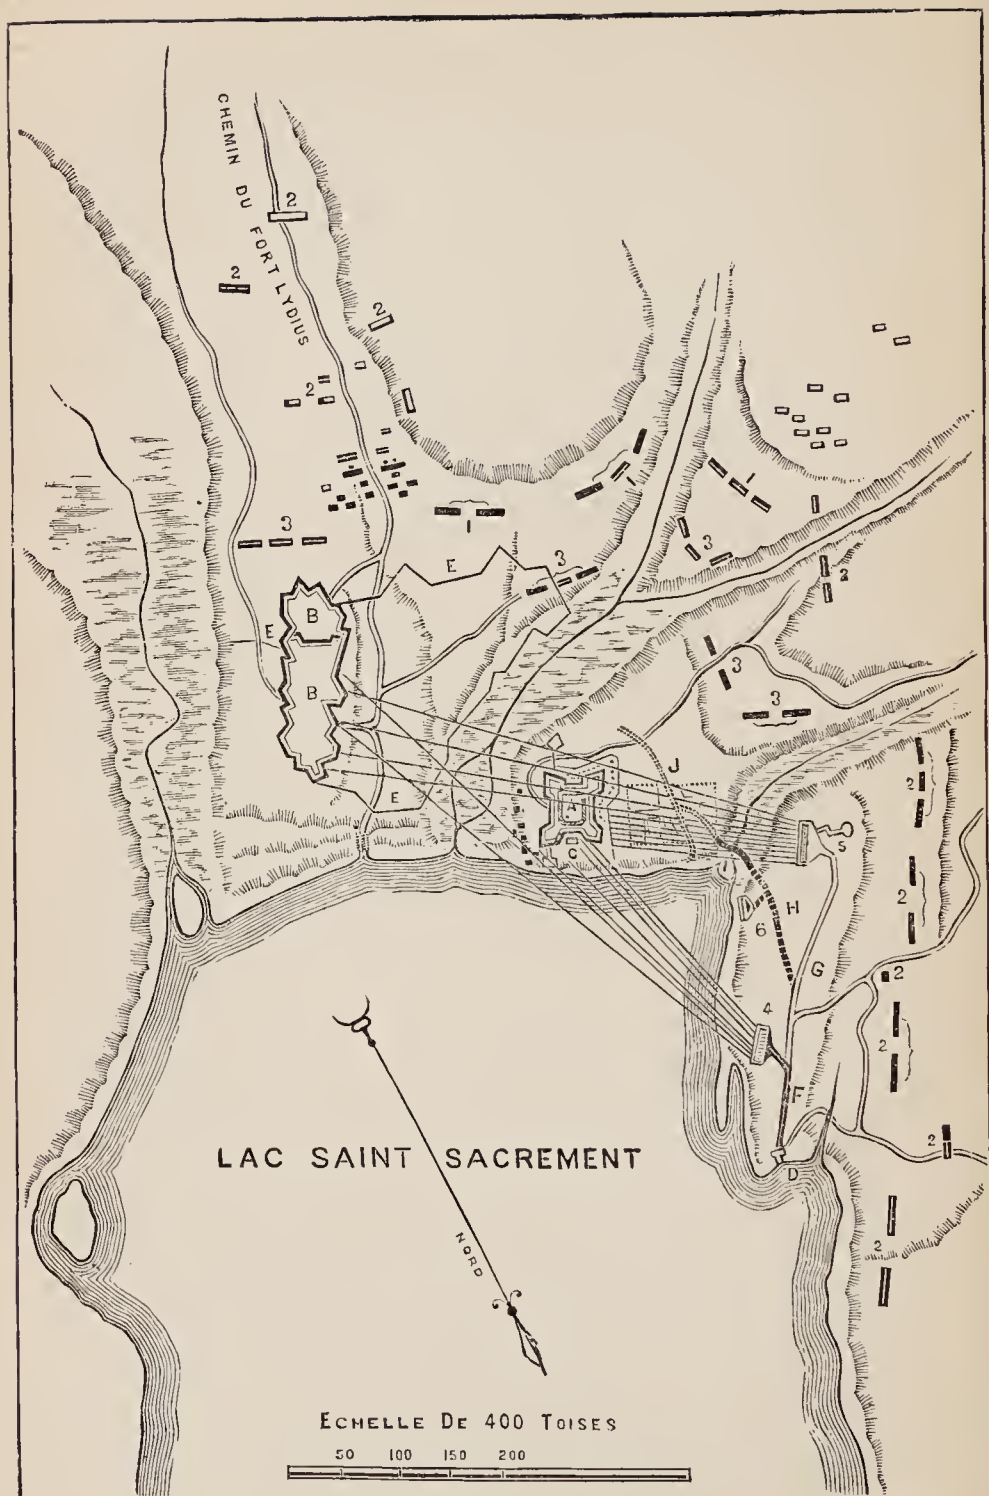 CHEMIN DU FORT LYDIUS
2
2
2
2
3
1
1
1
3
3
2
E
B
E
B
E
3
3
J
A
C
S
2
2
H
6
G
4
2
2
F
D
2
2
LAC SAINT SACREMENT
NORD
ECHELLE DE 400 TOISES
50 100 150 200